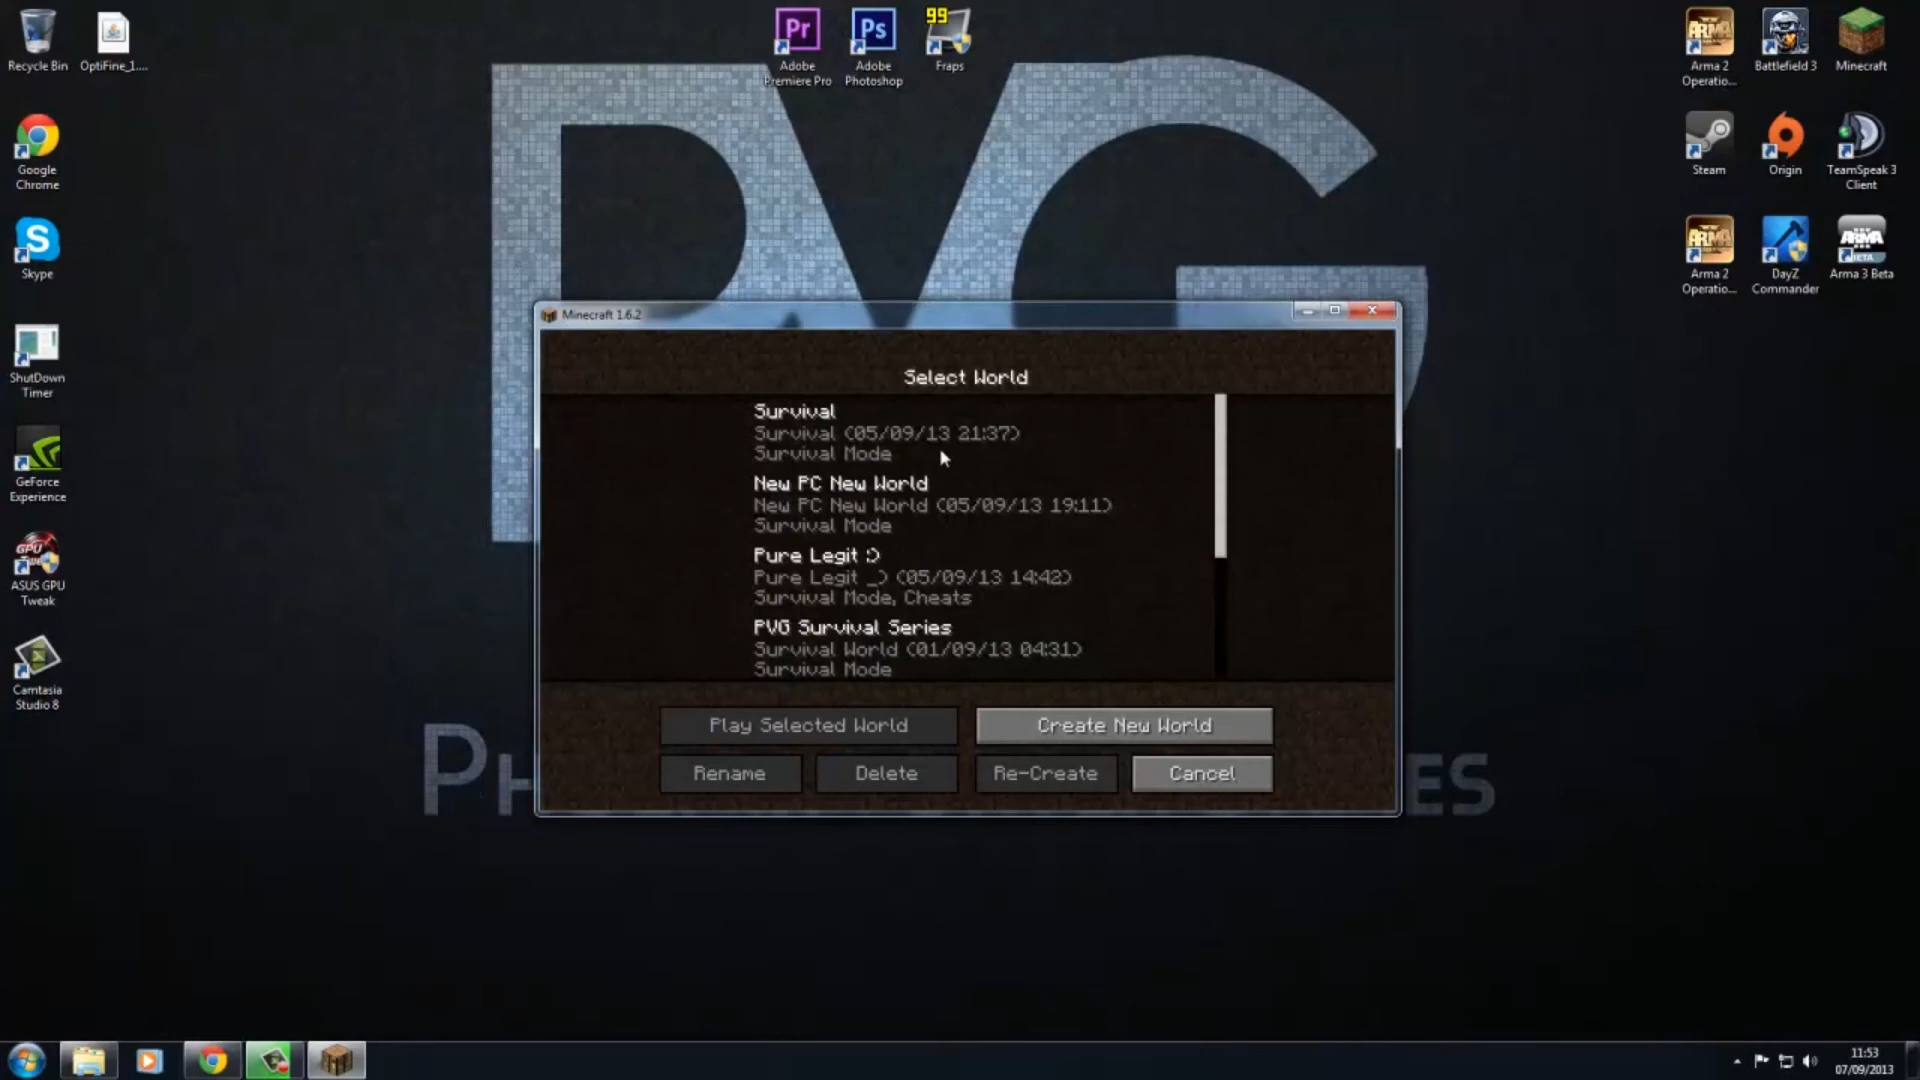 Recycle Bin
OptiFine_1....
Google
Chrome
Skype
ShutDown
Timer
GeForce
Experience
GPU
ASUS GPU
Tweak
Camtasia
Studio 8
Pr
Adobe
Premiere Pro
Ps
Adobe
Photoshop
99
Fraps
ARMA
Arma 2
Operatio...
Battlefield 3
Minecraft
Steam
Origin
TeamSpeak 3
Client
ARMA
Arma 2
Operatio...
DayZ
Commander
ARMA
BETA
Arma 3 Beta
PVG
Minecraft 1.6.2
Select World
Survival
Survival (05/09/13 21:37)
Survival Mode
New PC New World
New PC New World (05/09/13 19:11)
Survival Mode
Pure Legit :)
Pure Legit _) (05/09/13 14:42)
Survival Mode, Cheats
PVG Survival Series
Survival World (01/09/13 04:31)
Survival Mode
Play Selected World
Create New World
Rename
Delete
Re-Create
Cancel
11:53
07/09/2013